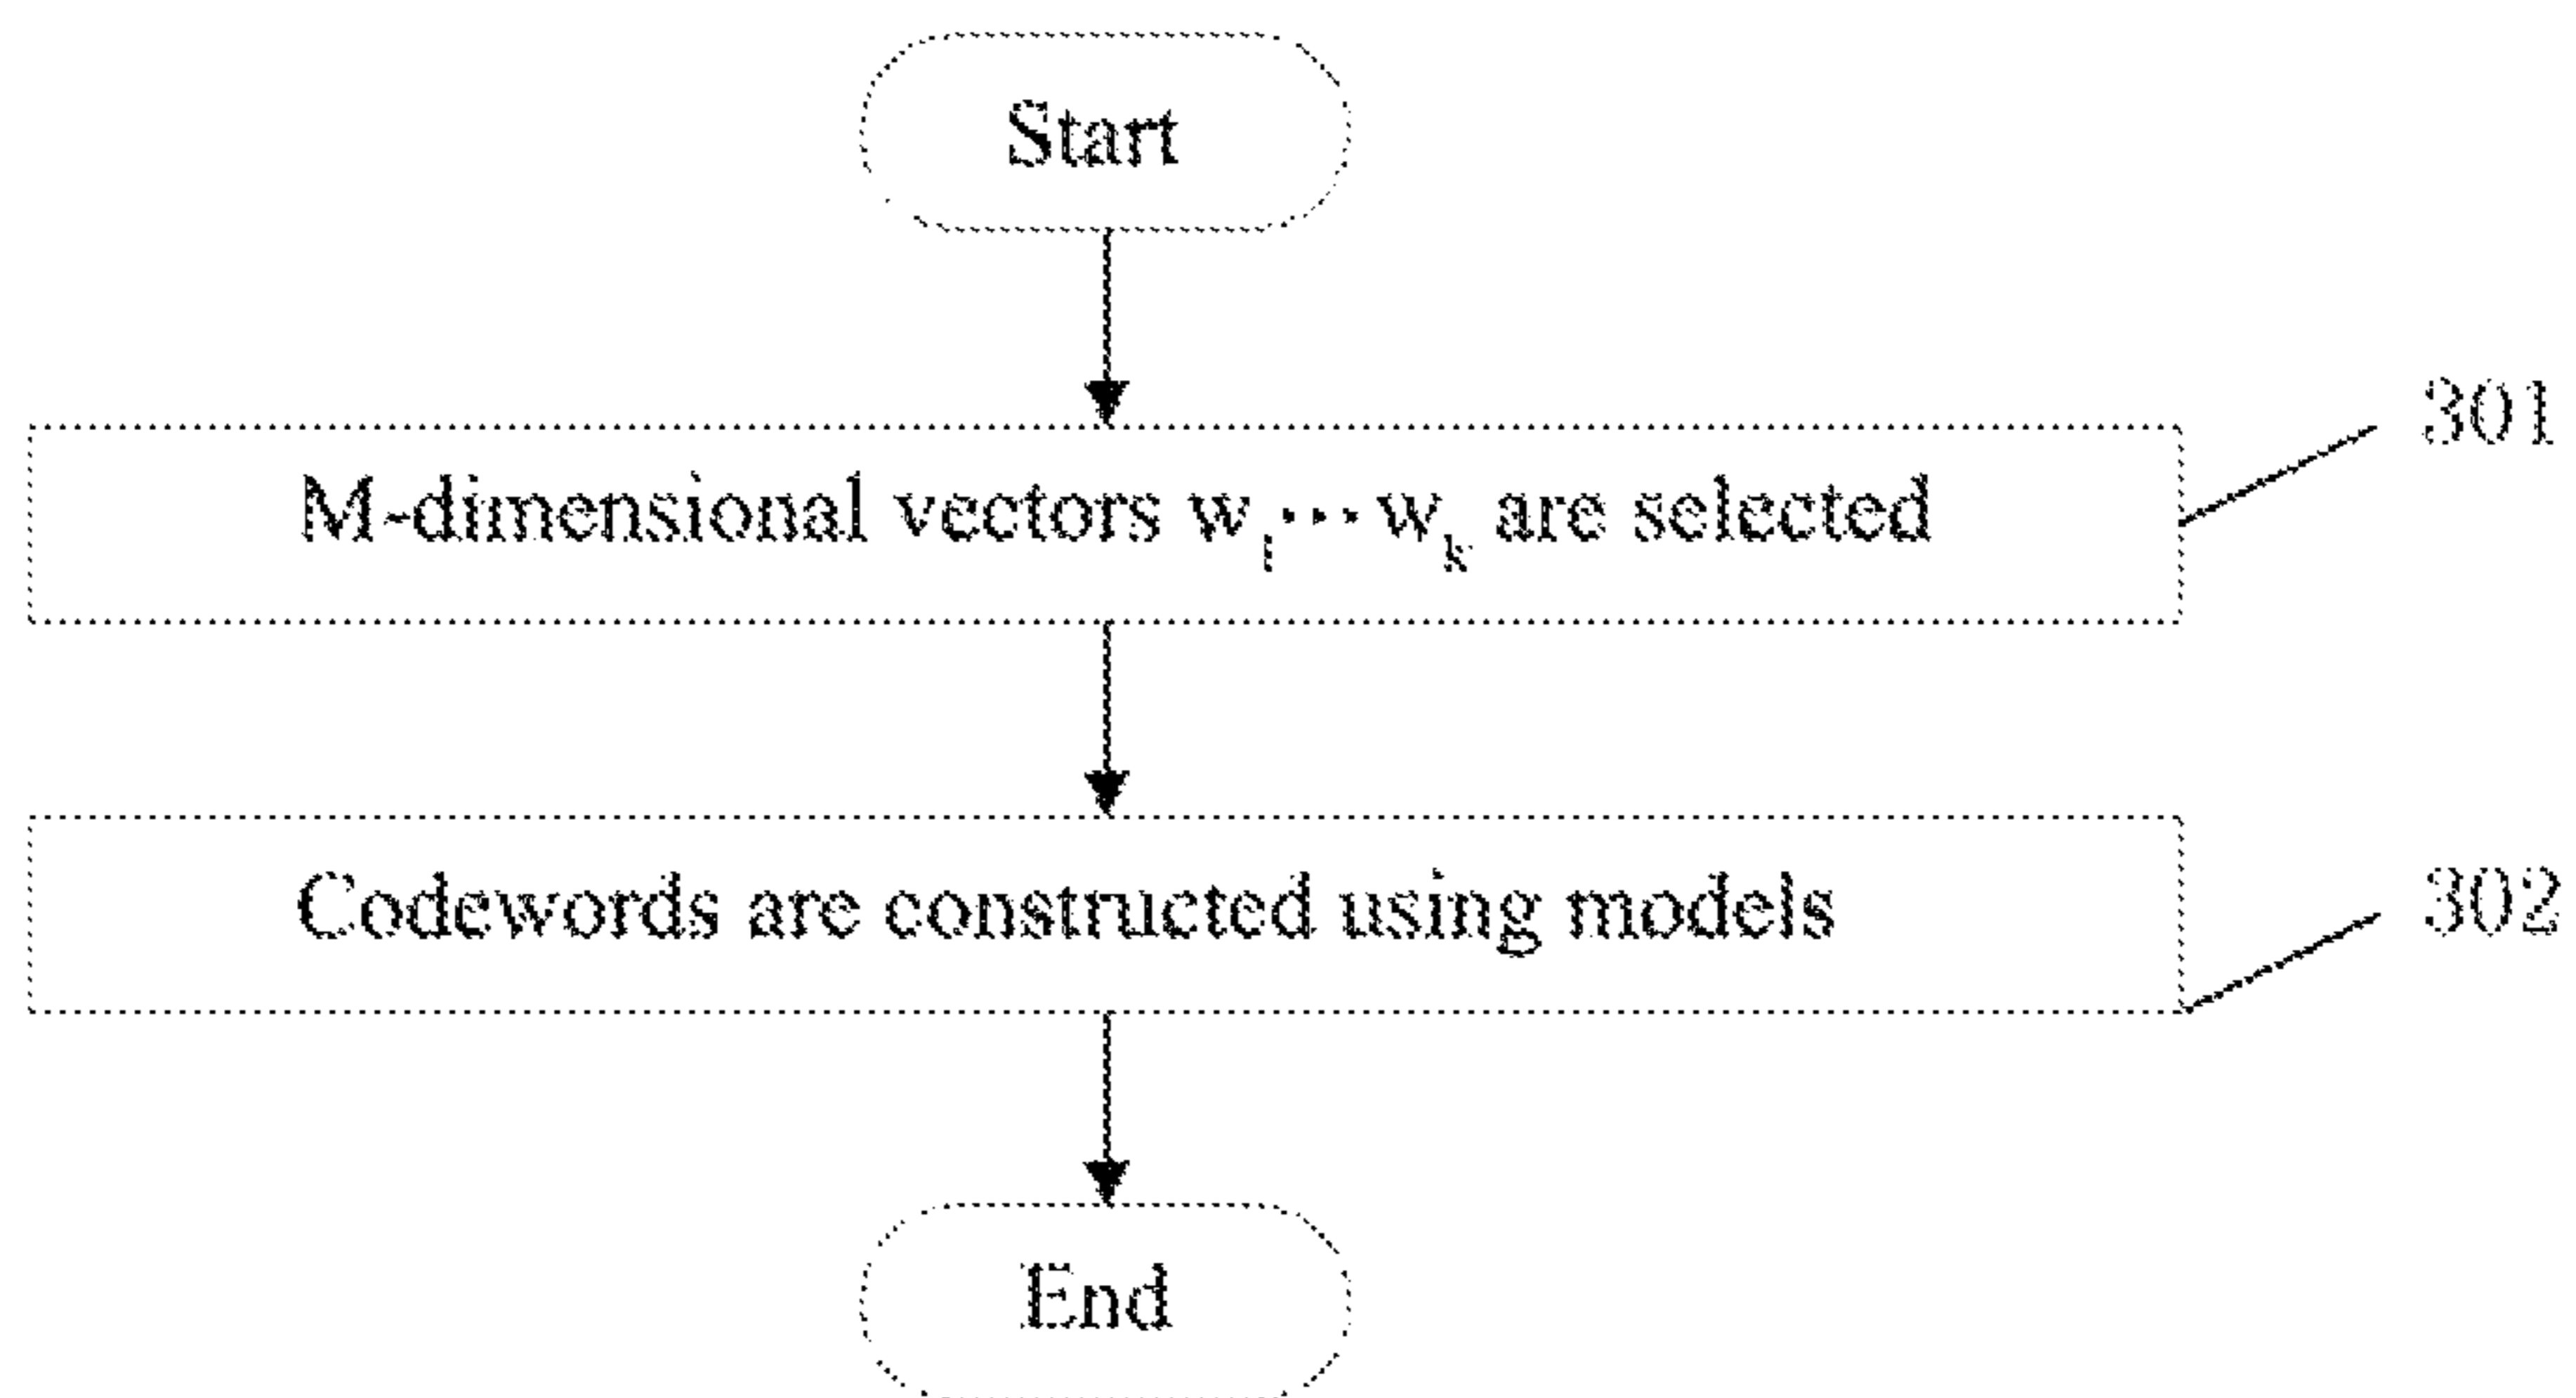 Start
301
M-dimensional vectors w₁···wₖ are selected
Codewords are constructed using models
302
End